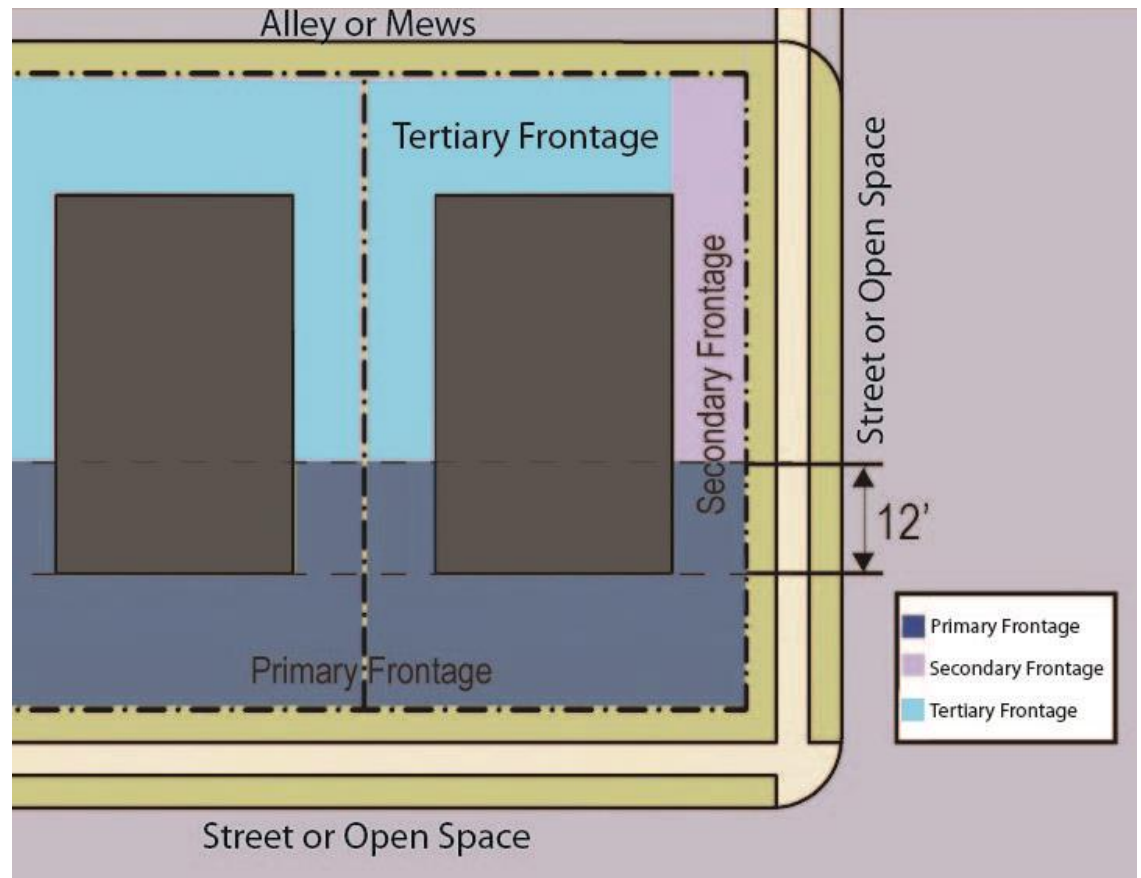 Alley or Mews
Tertiary Frontage
Street or Open Space
Secondary Frontage
12’
Primary Frontage
Primary Frontage
Secondary Frontage
Tertiary Frontage
Street or Open Space